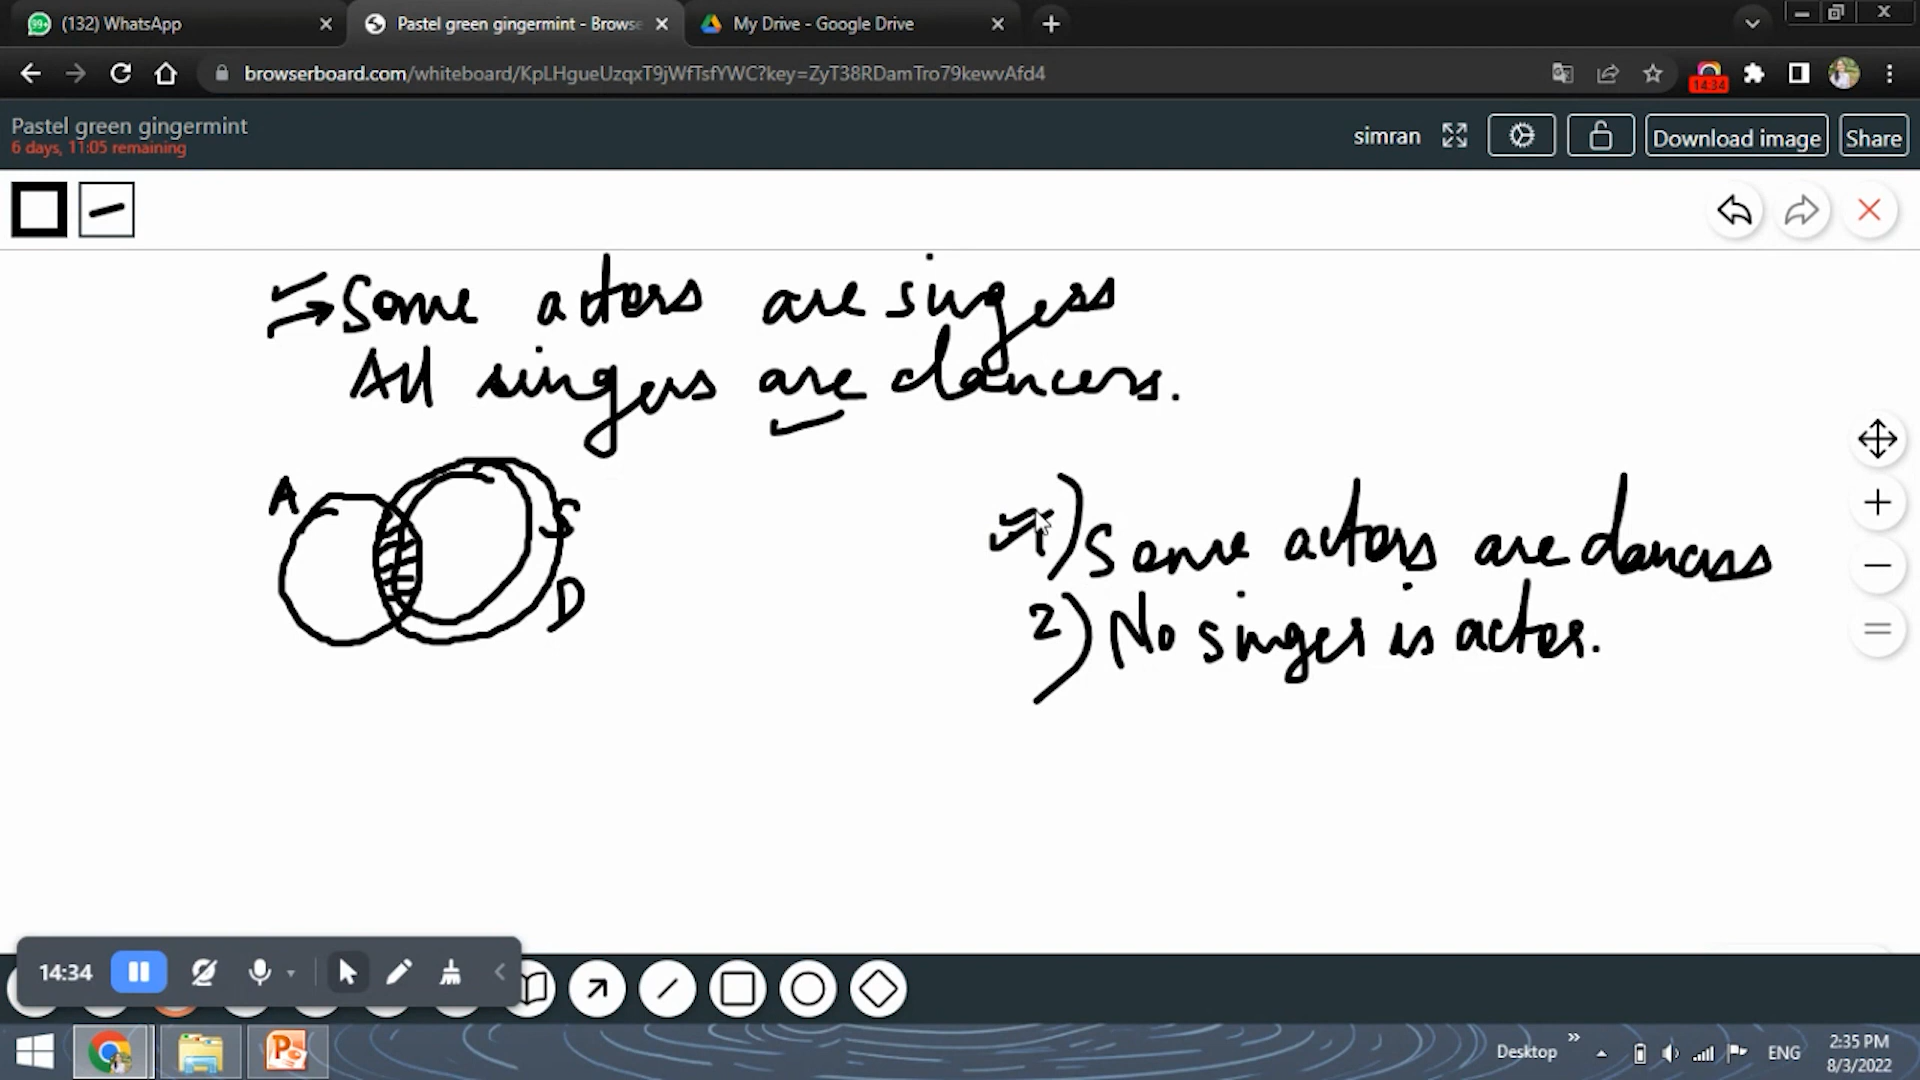 (132) WhatsApp
Pastel green gingermint - Browse
My Drive - Google Drive
browserboard.com/whiteboard/KpLHgueUzqxT9jWfTsfYWC?key=ZyT38RDamTro79kewvAfd4
14:34
Pastel green gingermint
6 days, 11:05 remaining
simran
Download image
Share
Some actors are singers
All singers are dancers.
A
S
D
1) Some actors are dancers
2) No singer is actor.
14:34
Desktop
ENG
2:35 PM
8/3/2022